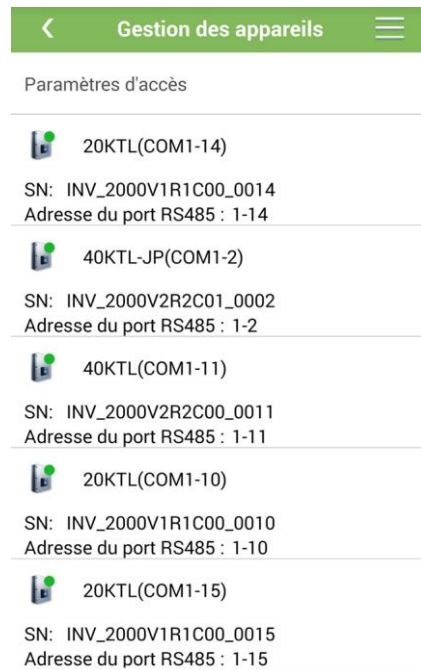 Gestion des appareils
Paramètres d'accès
20KTL(COM1-14)
SN: INV_2000V1R1C00_0014
Adresse du port RS485 : 1-14
40KTL-JP(COM1-2)
SN: INV_2000V2R2C01_0002
Adresse du port RS485 : 1-2
40KTL(COM1-11)
SN: INV_2000V2R2C00_0011
Adresse du port RS485 : 1-11
20KTL(COM1-10)
SN: INV_2000V1R1C00_0010
Adresse du port RS485 : 1-10
20KTL(COM1-15)
SN: INV_2000V1R1C00_0015
Adresse du port RS485 : 1-15